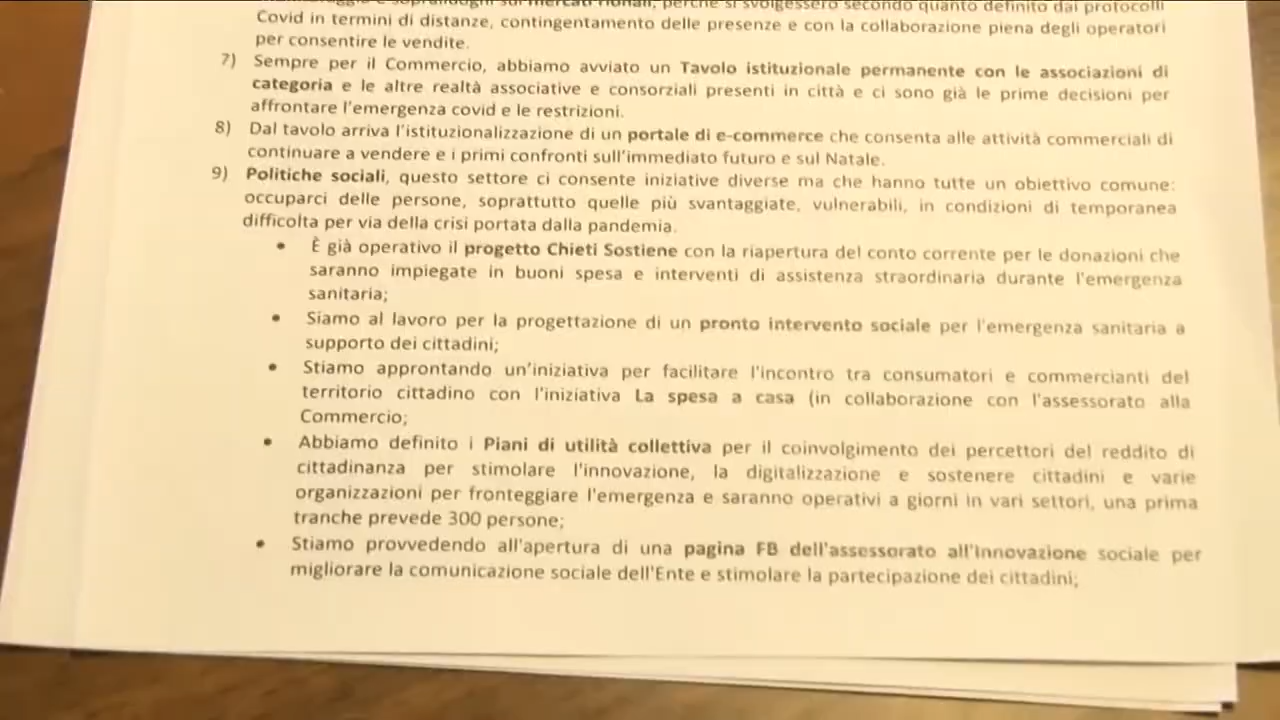 sui mercati rionali, perché si svolgessero secondo quanto definito dai protocolli
Covid in termini di distanze, contingentamento delle presenze e con la collaborazione piena degli operatori
per consentire le vendite.
7) Sempre per il Commercio, abbiamo avviato un Tavolo istituzionale permanente con le associazioni di
categoria e le altre realtà associative e consorziali presenti in città e ci sono già le prime decisioni per
affrontare l'emergenza covid e le restrizioni.
8) Dal tavolo arriva l'istituzionalizzazione di un portale di e-commerce che consenta alle attività commerciali di
continuare a vendere e i primi confronti sull'immediato futuro e sul Natale.
9) Politiche sociali, questo settore ci consente iniziative diverse ma che hanno tutte un obiettivo comune:
occuparci delle persone, soprattutto quelle più svantaggiate, vulnerabili, in condizioni di temporanea
difficolta per via della crisi portata dalla pandemia.
• È già operativo il progetto Chieti Sostiene con la riapertura del conto corrente per le donazioni che
saranno impiegate in buoni spesa e interventi di assistenza straordinaria durante l'emergenza
sanitaria;
• Siamo al lavoro per la progettazione di un pronto intervento sociale per l'emergenza sanitaria a
supporto dei cittadini;
• Stiamo approntando un'iniziativa per facilitare l'incontro tra consumatori e commercianti del
territorio cittadino con l'iniziativa La spesa a casa (in collaborazione con l'assessorato alla
Commercio;
• Abbiamo definito i Piani di utilità collettiva per il coinvolgimento dei percettori del reddito di
cittadinanza per stimolare l'innovazione, la digitalizzazione e sostenere cittadini e varie
organizzazioni per fronteggiare l'emergenza e saranno operativi a giorni in vari settori, una prima
tranche prevede 300 persone;
• Stiamo provvedendo all'apertura di una pagina FB dell'assessorato all'Innovazione sociale per
migliorare la comunicazione sociale dell'Ente e stimolare la partecipazione dei cittadini;